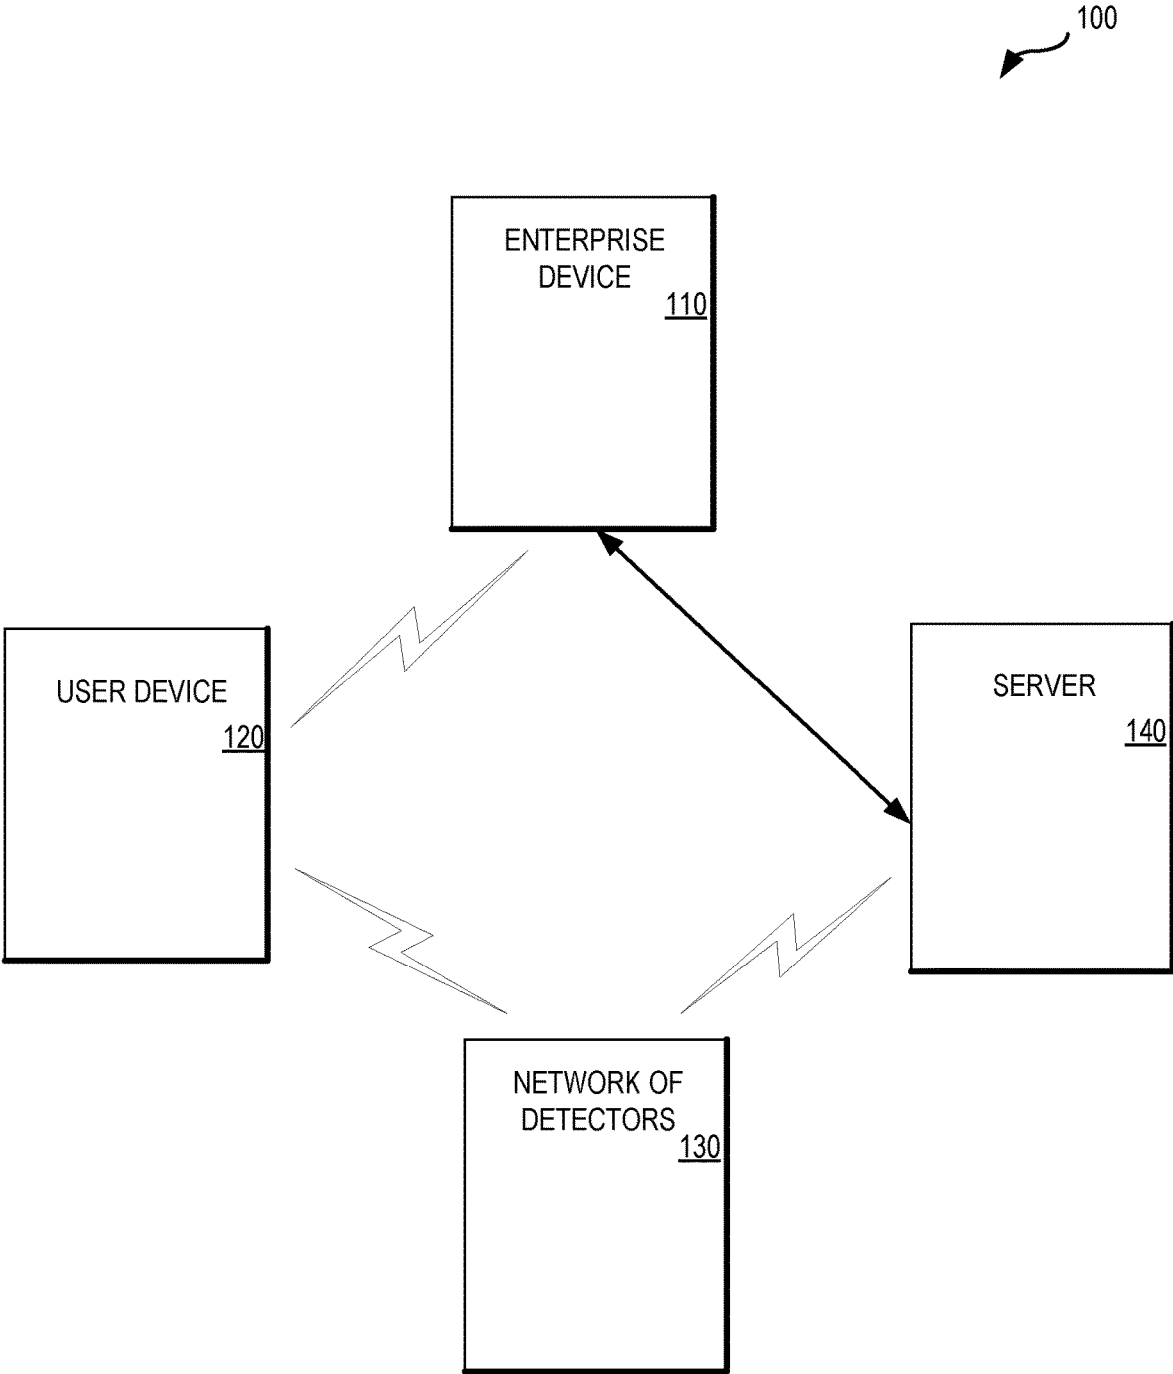 100
ENTERPRISE
DEVICE
110
USER DEVICE
120
SERVER
140
NETWORK OF
DETECTORS
130